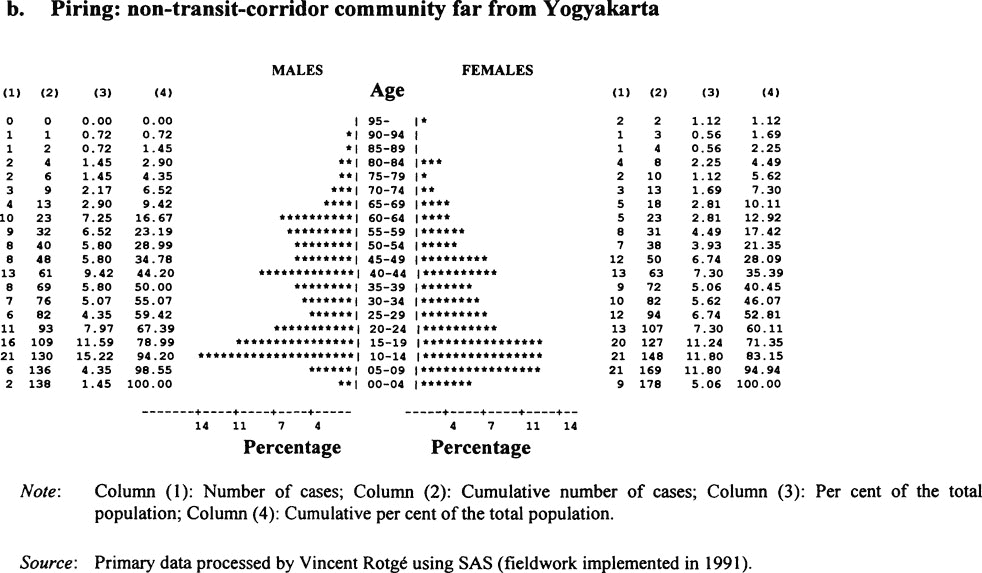 b. Piring: non-transit-corridor community far from Yogyakarta
MALES FEMALES
(1) (2) (3) (4) Age (1) (2) (3) (4)
0 0 0.00 0.00 | 95- |* 2 2 1.12 1.12
1 1 0.72 0.72 *| 90-94 | 1 3 0.56 1.69
1 2 0.72 1.45 *| 85-89 | 1 4 0.56 2.25
2 4 1.45 2.90 **| 80-84 |*** 4 8 2.25 4.49
2 6 1.45 4.35 **| 75-79 |* 2 10 1.12 5.62
3 9 2.17 6.52 ***| 70-74 |** 3 13 1.69 7.30
4 13 2.90 9.42 ****| 65-69 |**** 5 18 2.81 10.11
10 23 7.25 16.67 **********| 60-64 |**** 5 23 2.81 12.92
9 32 6.52 23.19 *********| 55-59 |****** 8 31 4.49 17.42
8 40 5.80 28.99 ********| 50-54 |***** 7 38 3.93 21.35
8 48 5.80 34.78 ********| 45-49 |********* 12 50 6.74 28.09
13 61 9.42 44.20 *************| 40-44 |********** 13 63 7.30 35.39
8 69 5.80 50.00 ********| 35-39 |******* 9 72 5.06 40.45
7 76 5.07 55.07 *******| 30-34 |******** 10 82 5.62 46.07
6 82 4.35 59.42 ******| 25-29 |********* 12 94 6.74 52.81
11 93 7.97 67.39 ***********| 20-24 |********** 13 107 7.30 60.11
16 109 11.59 78.99 ****************| 15-19 |**************** 20 127 11.24 71.35
21 130 15.22 94.20 *********************| 10-14 |**************** 21 148 11.80 83.15
6 136 4.35 98.55 ******| 05-09 |**************** 21 169 11.80 94.94
2 138 1.45 100.00 **| 00-04 |******* 9 178 5.06 100.00
14 11 7 4 4 7 11 14
Percentage Percentage
Note: Column (1): Number of cases; Column (2): Cumulative number of cases; Column (3): Per cent of the total
population; Column (4): Cumulative per cent of the total population.
Source: Primary data processed by Vincent Rotgé using SAS (fieldwork implemented in 1991).